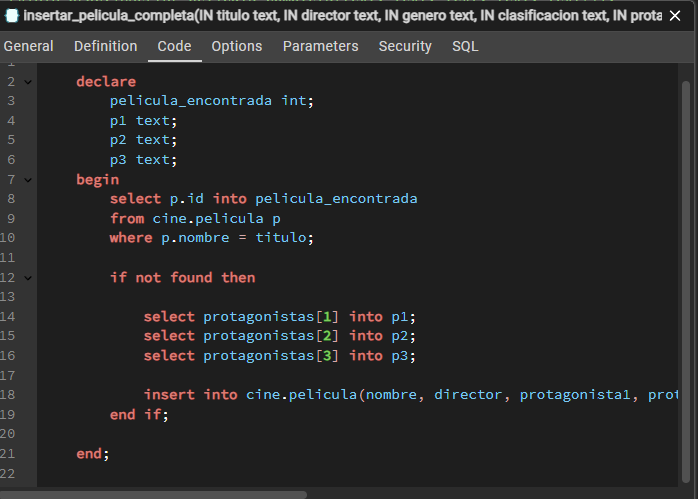 insertar_pelicula_completa(IN titulo text, IN director text, IN genero text, IN clasificacion text, IN prota
General Definition Code Options Parameters Security SQL
1
2 declare
3 pelicula_encontrada int;
4 p1 text;
5 p2 text;
6 p3 text;
7 begin
8 select p.id into pelicula_encontrada
9 from cine.pelicula p
10 where p.nombre = titulo;
11
12 if not found then
13
14 select protagonistas[1] into p1;
15 select protagonistas[2] into p2;
16 select protagonistas[3] into p3;
17
18 insert into cine.pelicula(nombre, director, protagonista1, prot
19 end if;
20
21 end;
22